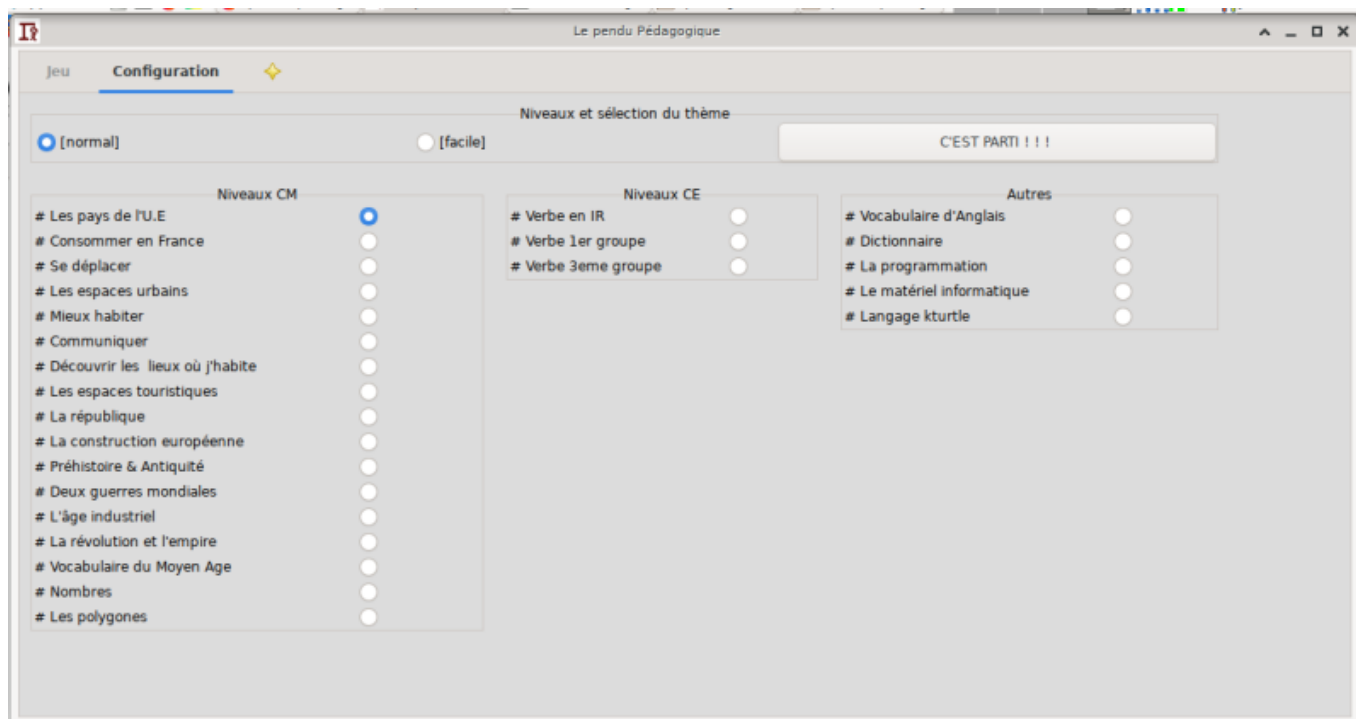 Le pendu Pédagogique
Jeu
Configuration
Niveaux et sélection du thème
[normal]
[facile]
C'EST PARTI ! ! !
Niveaux CM
# Les pays de l'U.E
# Consommer en France
# Se déplacer
# Les espaces urbains
# Mieux habiter
# Communiquer
# Découvrir les  lieux où j'habite
# Les espaces touristiques
# La république
# La construction européenne
# Préhistoire & Antiquité
# Deux guerres mondiales
# L'âge industriel
# La révolution et l'empire
# Vocabulaire du Moyen Age
# Nombres
# Les polygones
Niveaux CE
# Verbe en IR
# Verbe 1er groupe
# Verbe 3eme groupe
Autres
# Vocabulaire d'Anglais
# Dictionnaire
# La programmation
# Le matériel informatique
# Langage kturtle